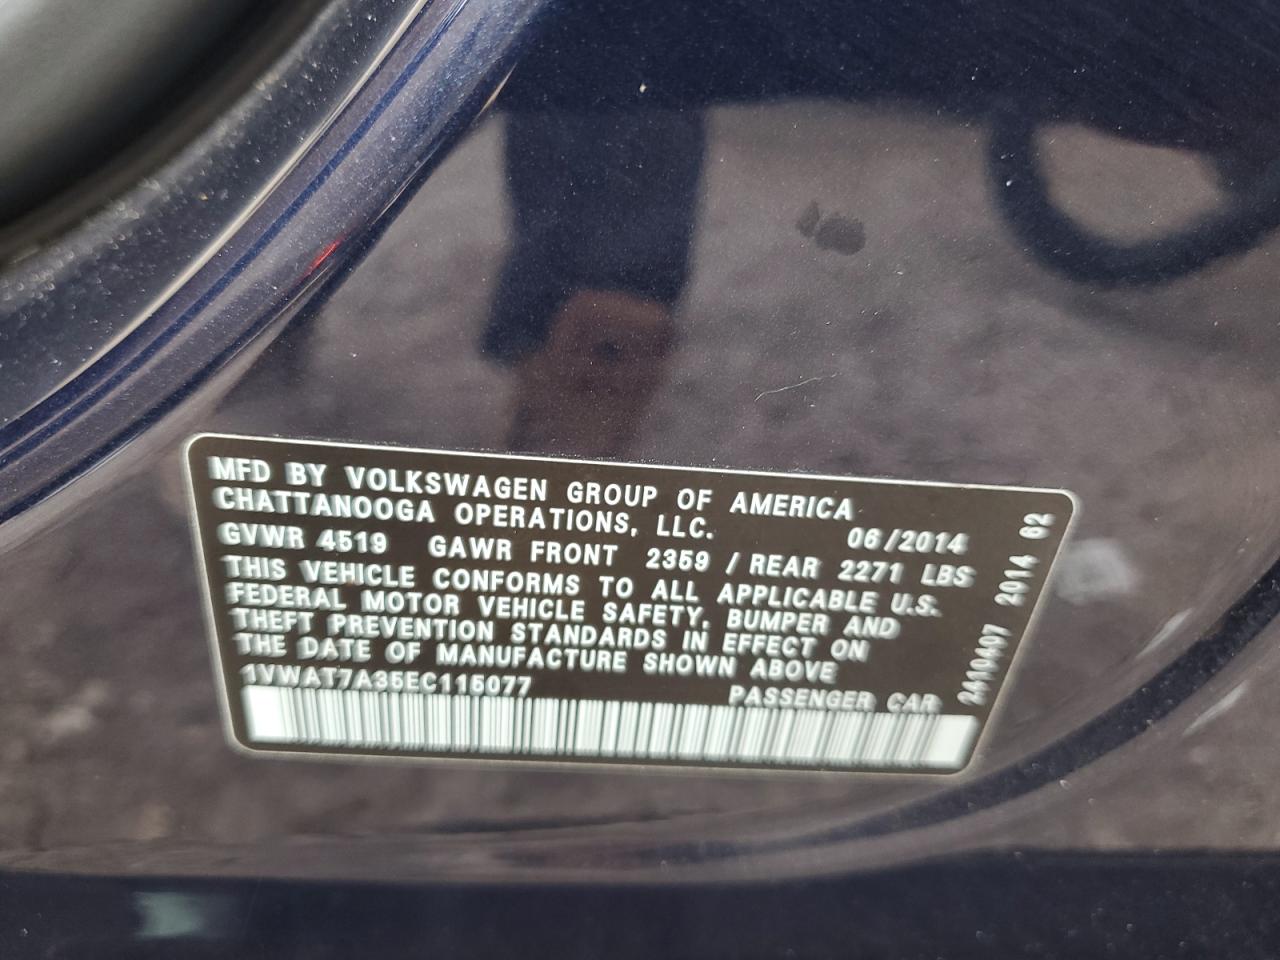 MFD BY VOLKSWAGEN GROUP OF AMERICA
CHATTANOOGA OPERATIONS, LLC. 06/2014
GVWR 4519 GAWR FRONT 2359 / REAR 2271 LBS
THIS VEHICLE CONFORMS TO ALL APPLICABLE U.S.
FEDERAL MOTOR VEHICLE SAFETY, BUMPER AND
THEFT PREVENTION STANDARDS IN EFFECT ON
THE DATE OF MANUFACTURE SHOWN ABOVE
1VWAT7A35EC115077 PASSENGER CAR
2410407 2014 62